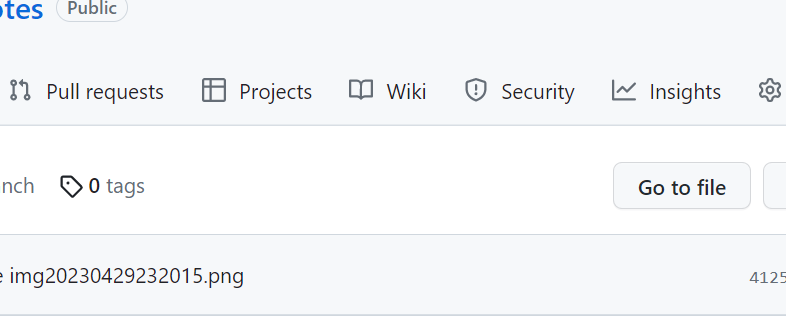 otes Public
Pull requests Projects Wiki Security Insights
nch 0 tags Go to file
e img20230429232015.png 4125